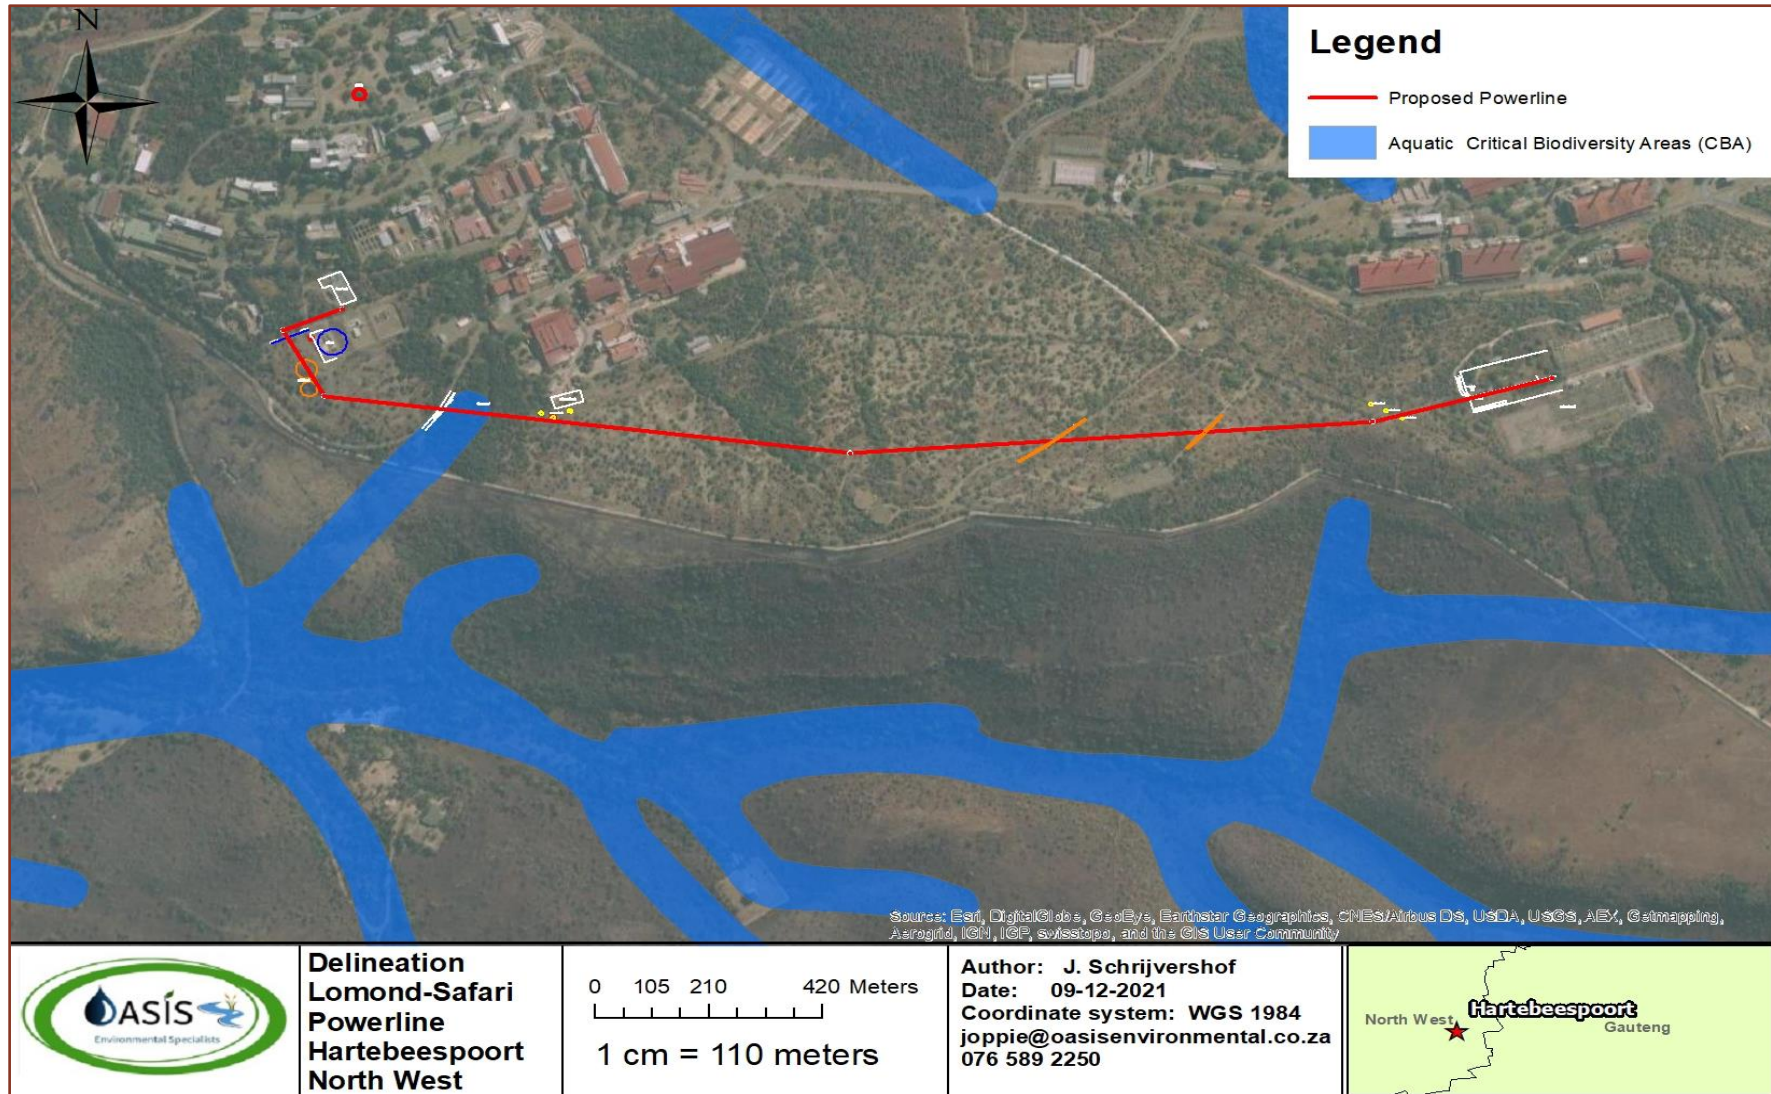 N
Legend
Proposed Powerline
Aquatic Critical Biodiversity Areas (CBA)
Source: Esri, DigitalGlobe, GeoEye, Earthstar Geographics, CNES/Airbus DS, USDA, USGS, AEX, Getmapping,
Aerogrid, IGN, IGP, swisstopo, and the GIS User Community
OASIS
Environmental Specialists
Delineation
Lomond-Safari
Powerline
Hartebeespoort
North West
0 105 210 420 Meters
1 cm = 110 meters
Author: J. Schrijvershof
Date: 09-12-2021
Coordinate system: WGS 1984
joppie@oasisenvironmental.co.za
076 589 2250
Hartebeespoort
North West
Gauteng